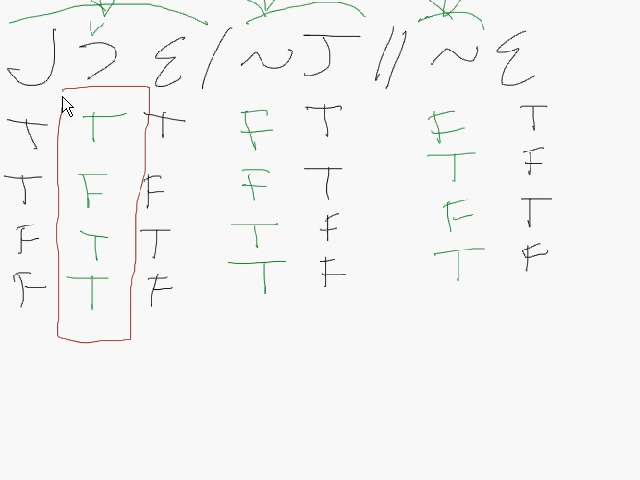 J ⊃ E / ~ J // ~ E
T T T F T F T
T F F F T T F
F T T T F F T
F T F T F T F